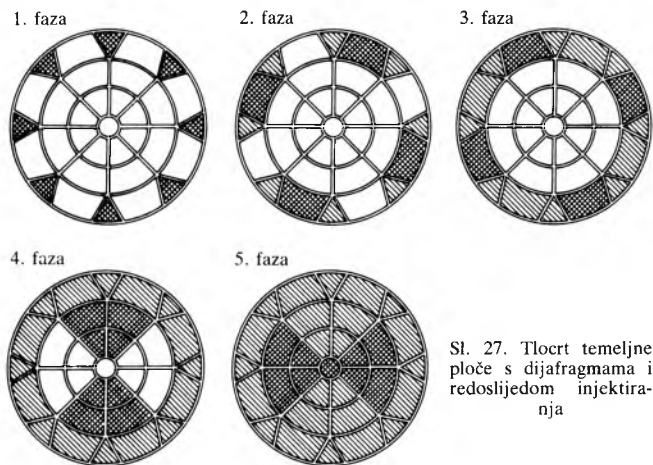 1. faza
2. faza
3. faza
4. faza
5. faza
Sl. 27. Tlocrt temeljne
ploče s dijafragmama i
redoslijedom injektira-
nja